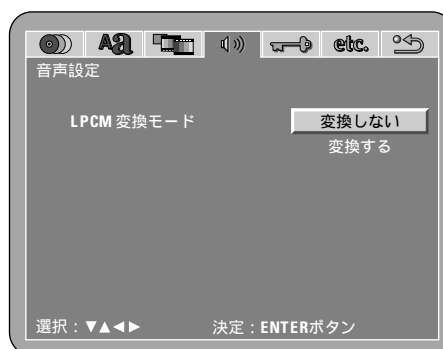 Aa etc.
音声設定
LPCM 変換モード 変換しない
変換する
選択：▼▲◀▶ 決定：ENTERボタン